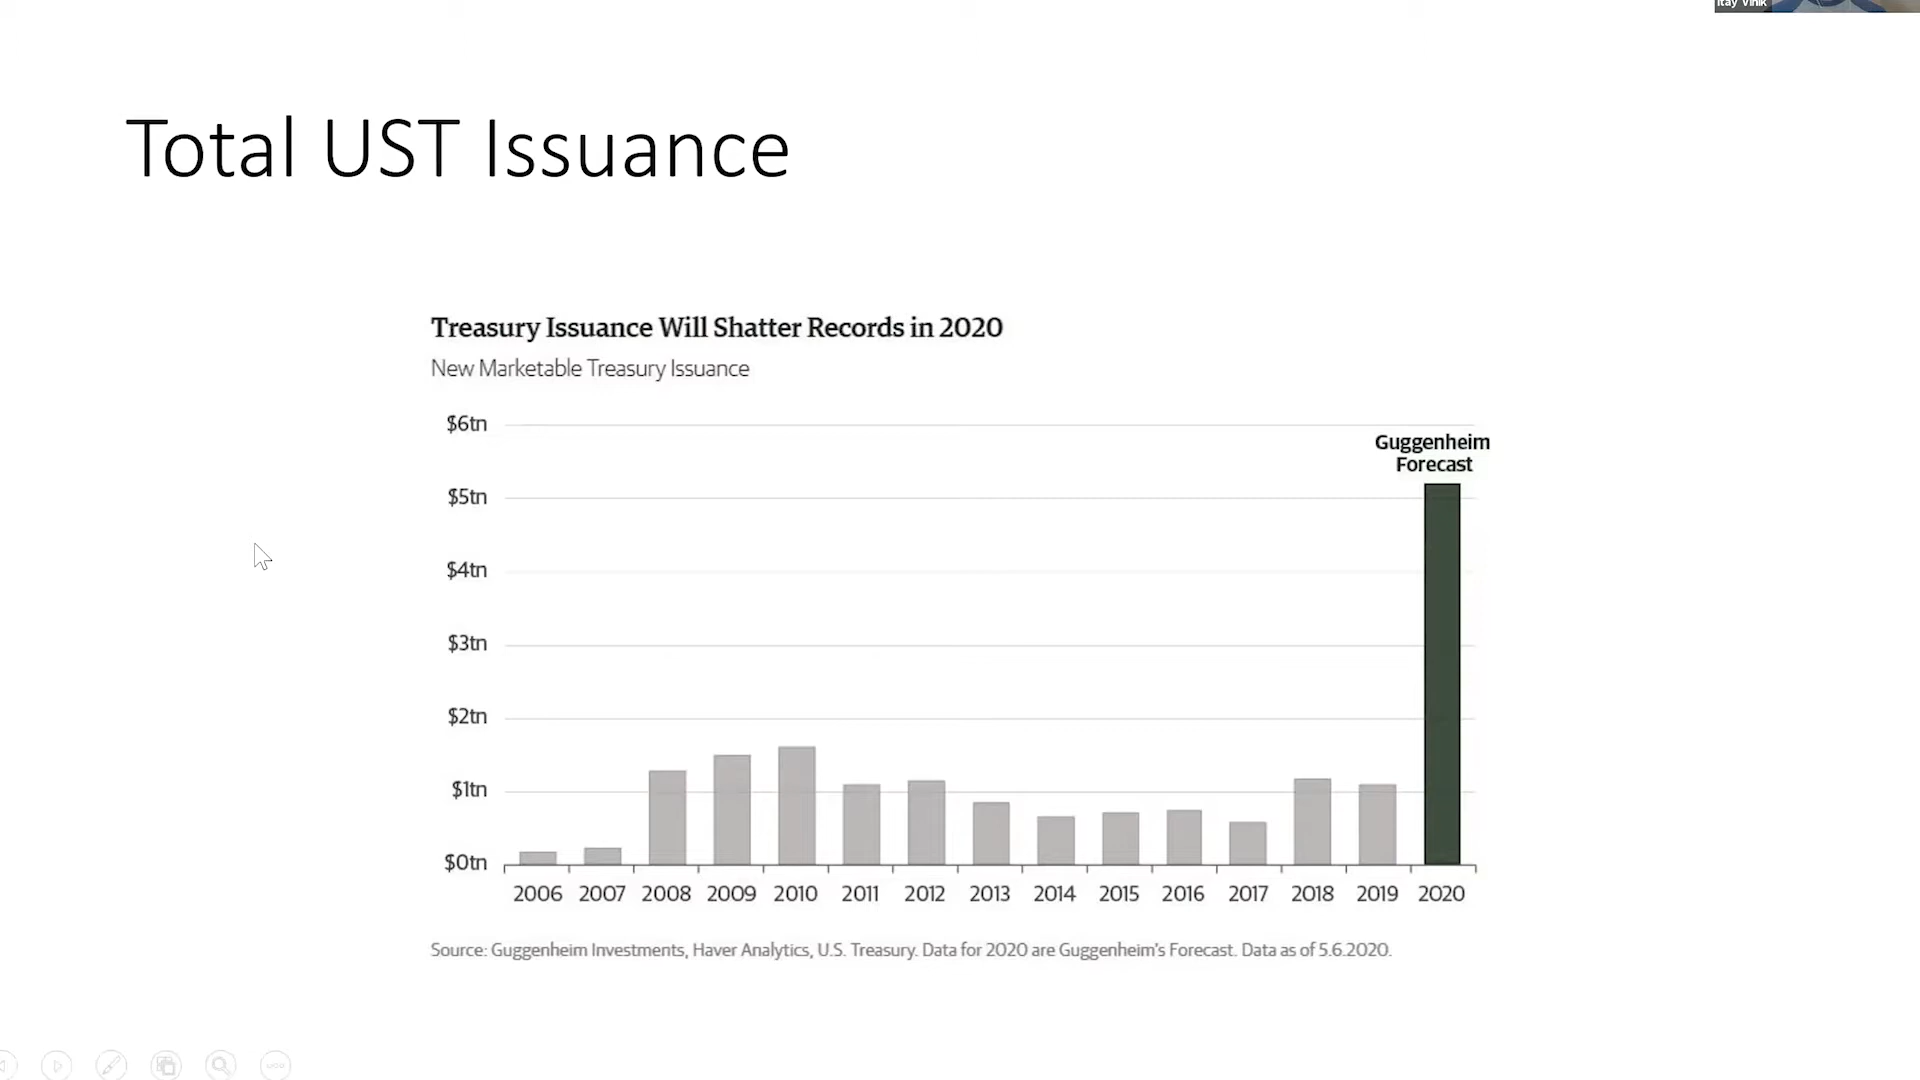 Itay Vinik
Total UST Issuance
Treasury Issuance Will Shatter Records in 2020
New Marketable Treasury Issuance
$6tn
Guggenheim
Forecast
$5tn
$4tn
$3tn
$2tn
$1tn
$0tn
2006 2007 2008 2009 2010 2011 2012 2013 2014 2015 2016 2017 2018 2019 2020
Source: Guggenheim Investments, Haver Analytics, U.S. Treasury. Data for 2020 are Guggenheim's Forecast. Data as of 5.6.2020.